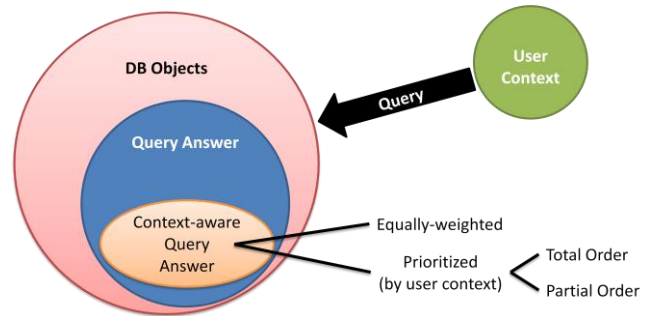 DB Objects
User
Context
Query
Query Answer
Context-aware
Query
Answer
Equally-weighted
Prioritized
(by user context)
Total Order
Partial Order